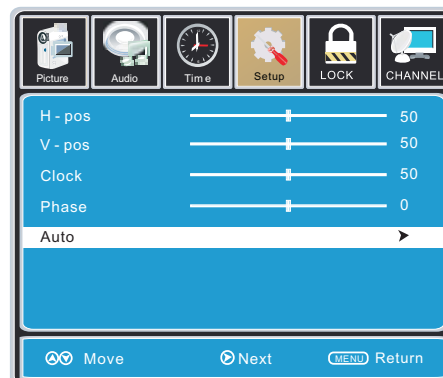 Picture Audio Time Setup LOCK CHANNEL
H - pos 50
V - pos 50
Clock 50
Phase 0
Auto
Move Next MENU Return